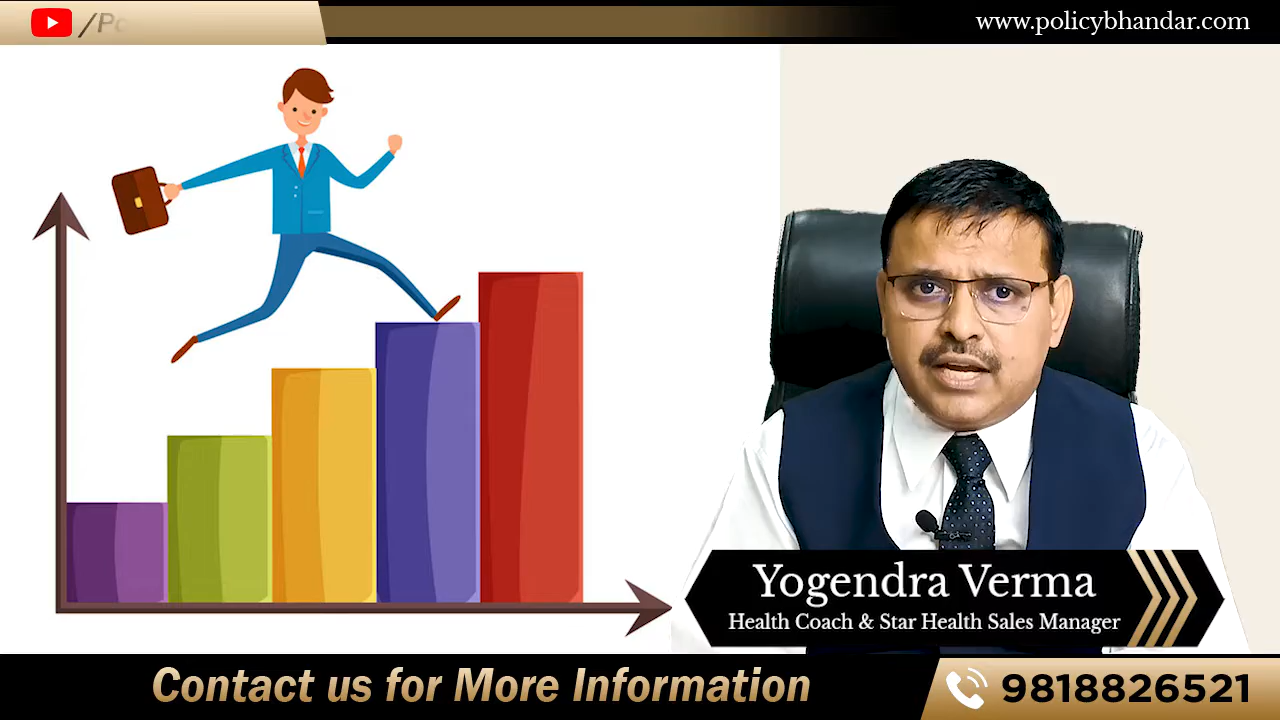 www.policybhandar.com
Yogendra Verma
Health Coach & Star Health Sales Manager
Contact us for More Information
9818826521